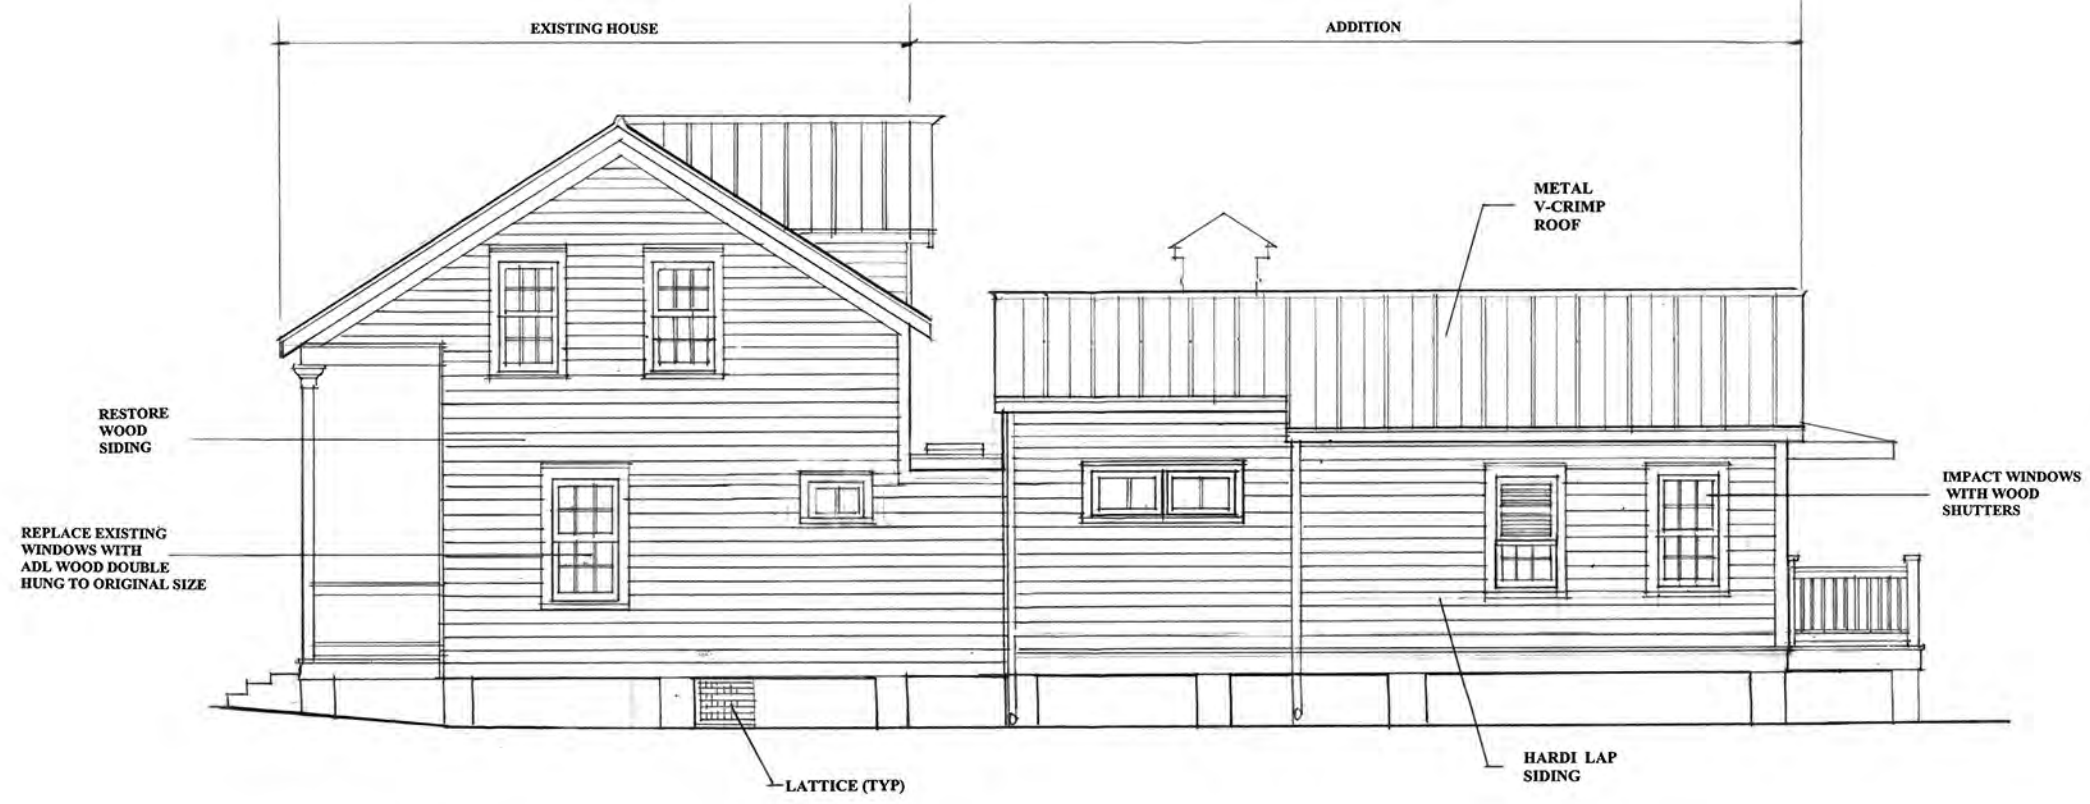 EXISTING HOUSE
ADDITION
METAL
V-CRIMP
ROOF
RESTORE
WOOD
SIDING
IMPACT WINDOWS
WITH WOOD
SHUTTERS
REPLACE EXISTING
WINDOWS WITH
ADL WOOD DOUBLE
HUNG TO ORIGINAL SIZE
HARDI LAP
SIDING
LATTICE (TYP)